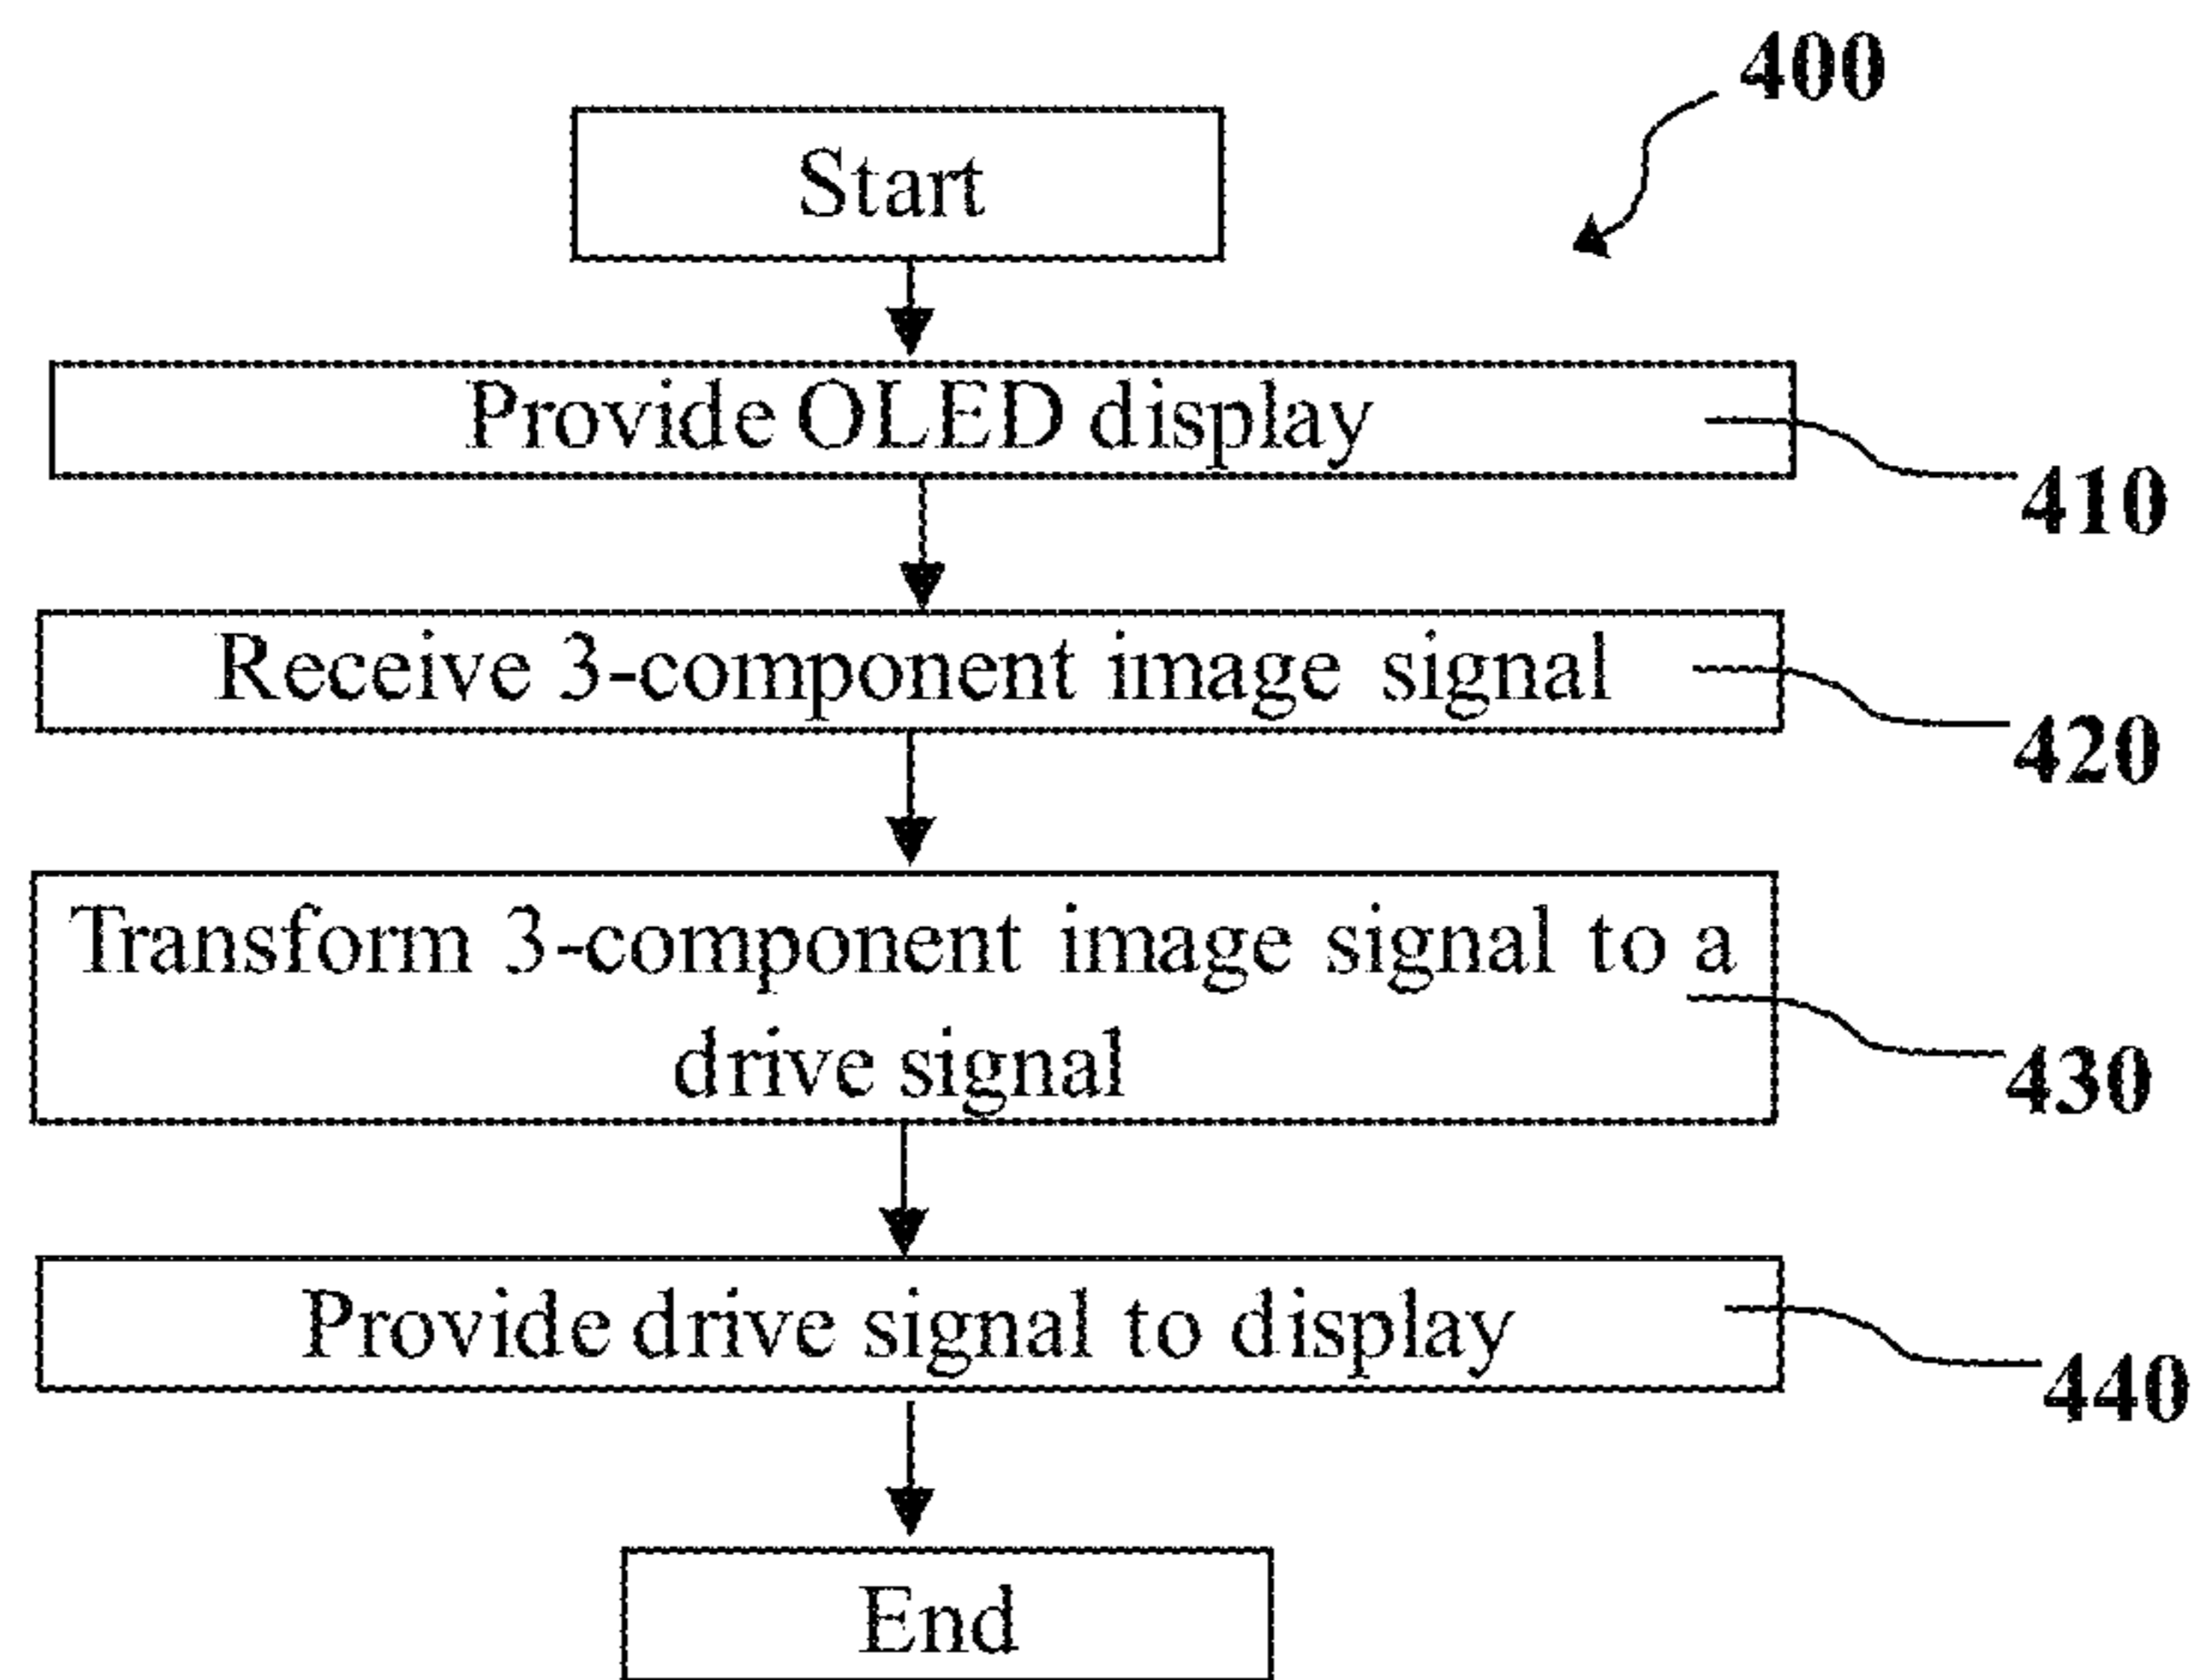 400
Start
Provide OLED display
410
Receive 3-component image signal
420
Transform 3-component image signal to a
drive signal
430
Provide drive signal to display
440
End